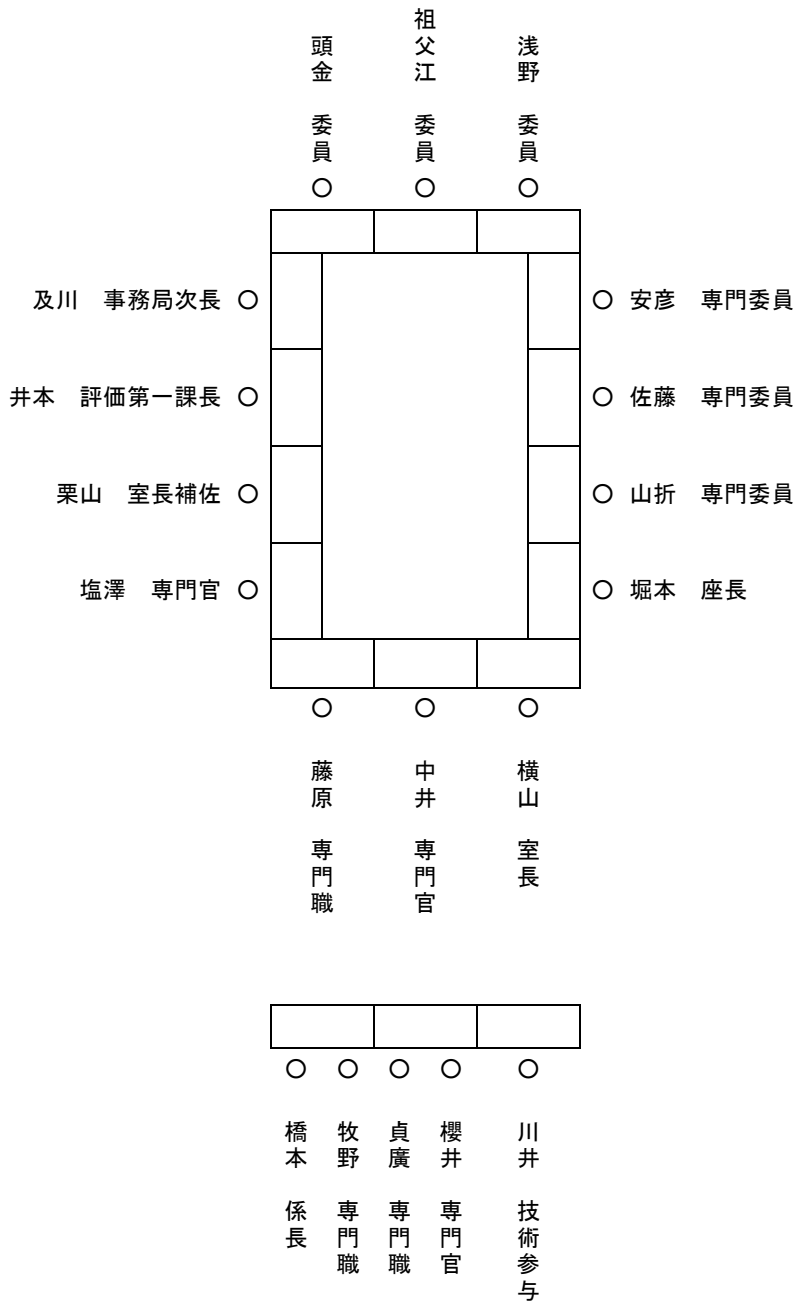 頭金　委員
祖父江　委員
浅野　委員
及川　事務局次長
安彦　専門委員
井本　評価第一課長
佐藤　専門委員
栗山　室長補佐
山折　専門委員
塩澤　専門官
堀本　座長
藤原　専門職
中井　専門官
横山　室長
橋本　係長
牧野　専門職
貞廣　専門職
櫻井　専門官
川井　技術参与